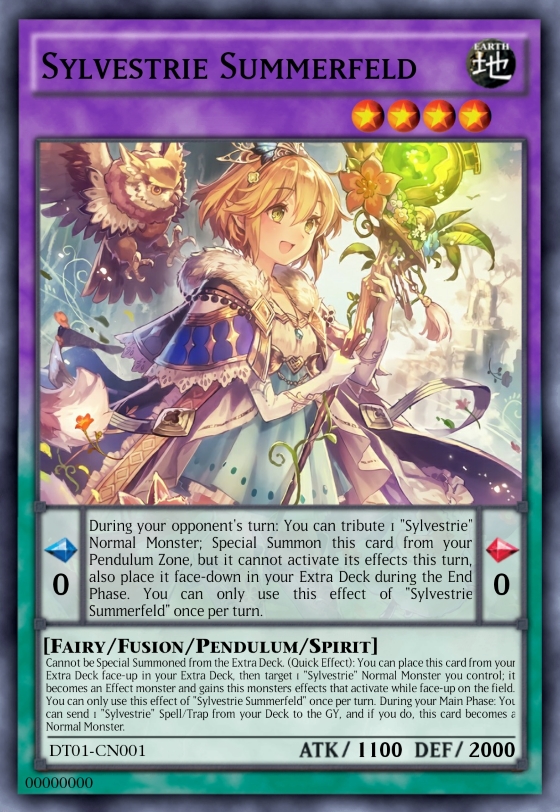 Sylvestrie Summerfeld
EARTH
地
During your opponent's turn: You can tribute 1 "Sylvestrie"
Normal Monster; Special Summon this card from your
Pendulum Zone, but it cannot activate its effects this turn,
also place it face-down in your Extra Deck during the End
Phase. You can only use this effect of "Sylvestrie
Summerfeld" once per turn.
0
0
[Fairy/Fusion/Pendulum/Spirit]
Cannot be Special Summoned from the Extra Deck. (Quick Effect): You can place this card from your
Extra Deck face-up in your Extra Deck, then target 1 "Sylvestrie" Normal Monster you control; it
becomes an Effect monster and gains this monsters effects that activate while face-up on the field.
You can only use this effect of "Sylvestrie Summerfeld" once per turn. During your Main Phase: You
can send 1 "Sylvestrie" Spell/Trap from your Deck to the GY, and if you do, this card becomes a
Normal Monster.
DT01-CN001
ATK/ 1100 DEF/ 2000
00000000